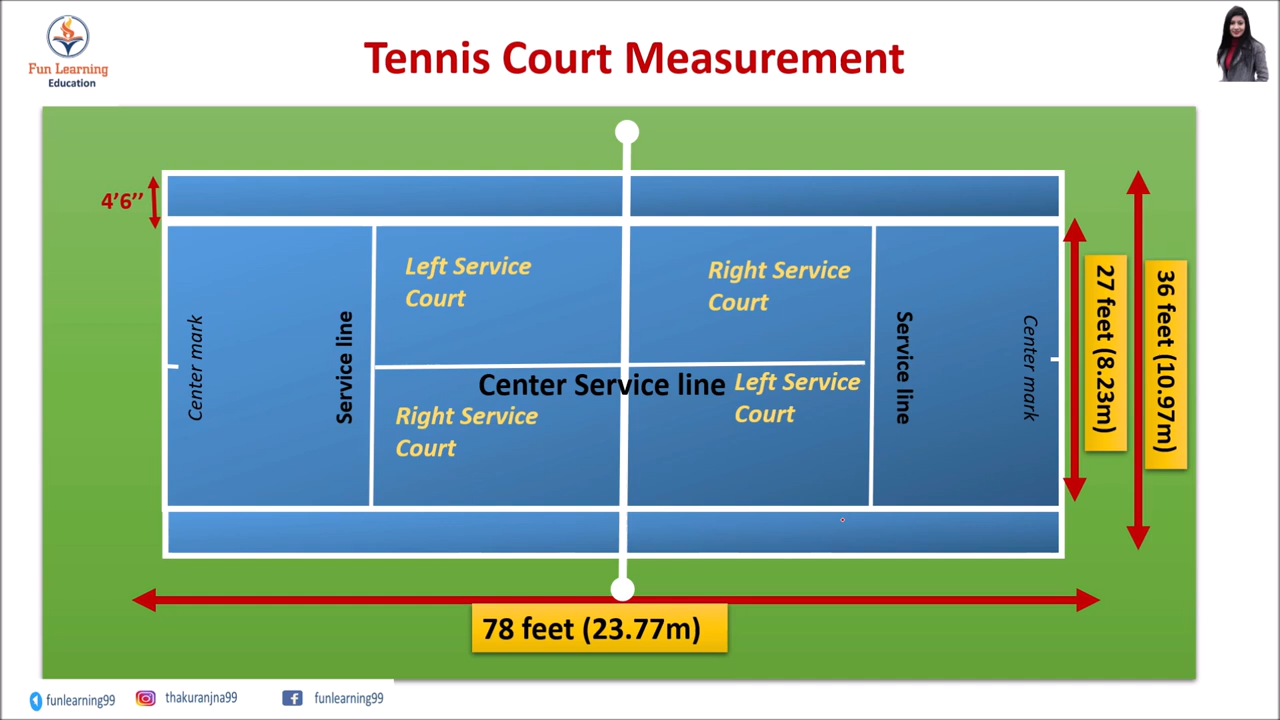 Fun Learning
Education
Tennis Court Measurement
4’6’’
Left Service
Court
Right Service
Court
Center mark
Service line
Service line
Center mark
27 feet (8.23m)
36 feet (10.97m)
Center Service line
Left Service
Court
Right Service
Court
78 feet (23.77m)
funlearning99
thakuranjna99
funlearning99